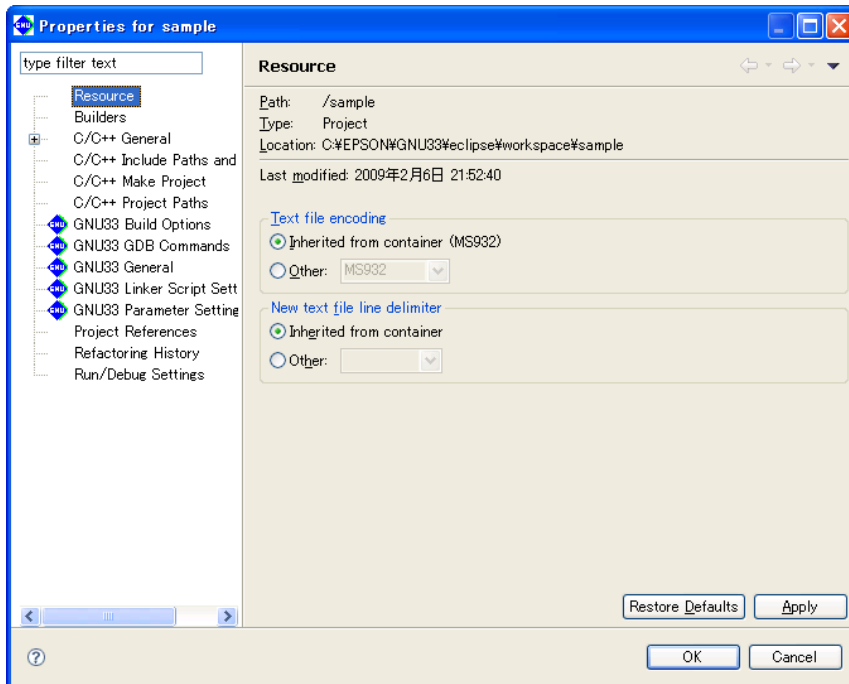 Properties for sample
type filter text
Resource
Builders
C/C++ General
C/C++ Include Paths and
C/C++ Make Project
C/C++ Project Paths
GNU33 Build Options
GNU33 GDB Commands
GNU33 General
GNU33 Linker Script Sett
GNU33 Parameter Setting
Project References
Refactoring History
Run/Debug Settings
Resource
Path: /sample
Type: Project
Location: C:¥EPSON¥GNU33¥eclipse¥workspace¥sample
Last modified: 2009年2月6日 21:52:40
Text file encoding
Inherited from container (MS932)
Other: MS932
New text file line delimiter
Inherited from container
Other:
Restore Defaults Apply
OK Cancel